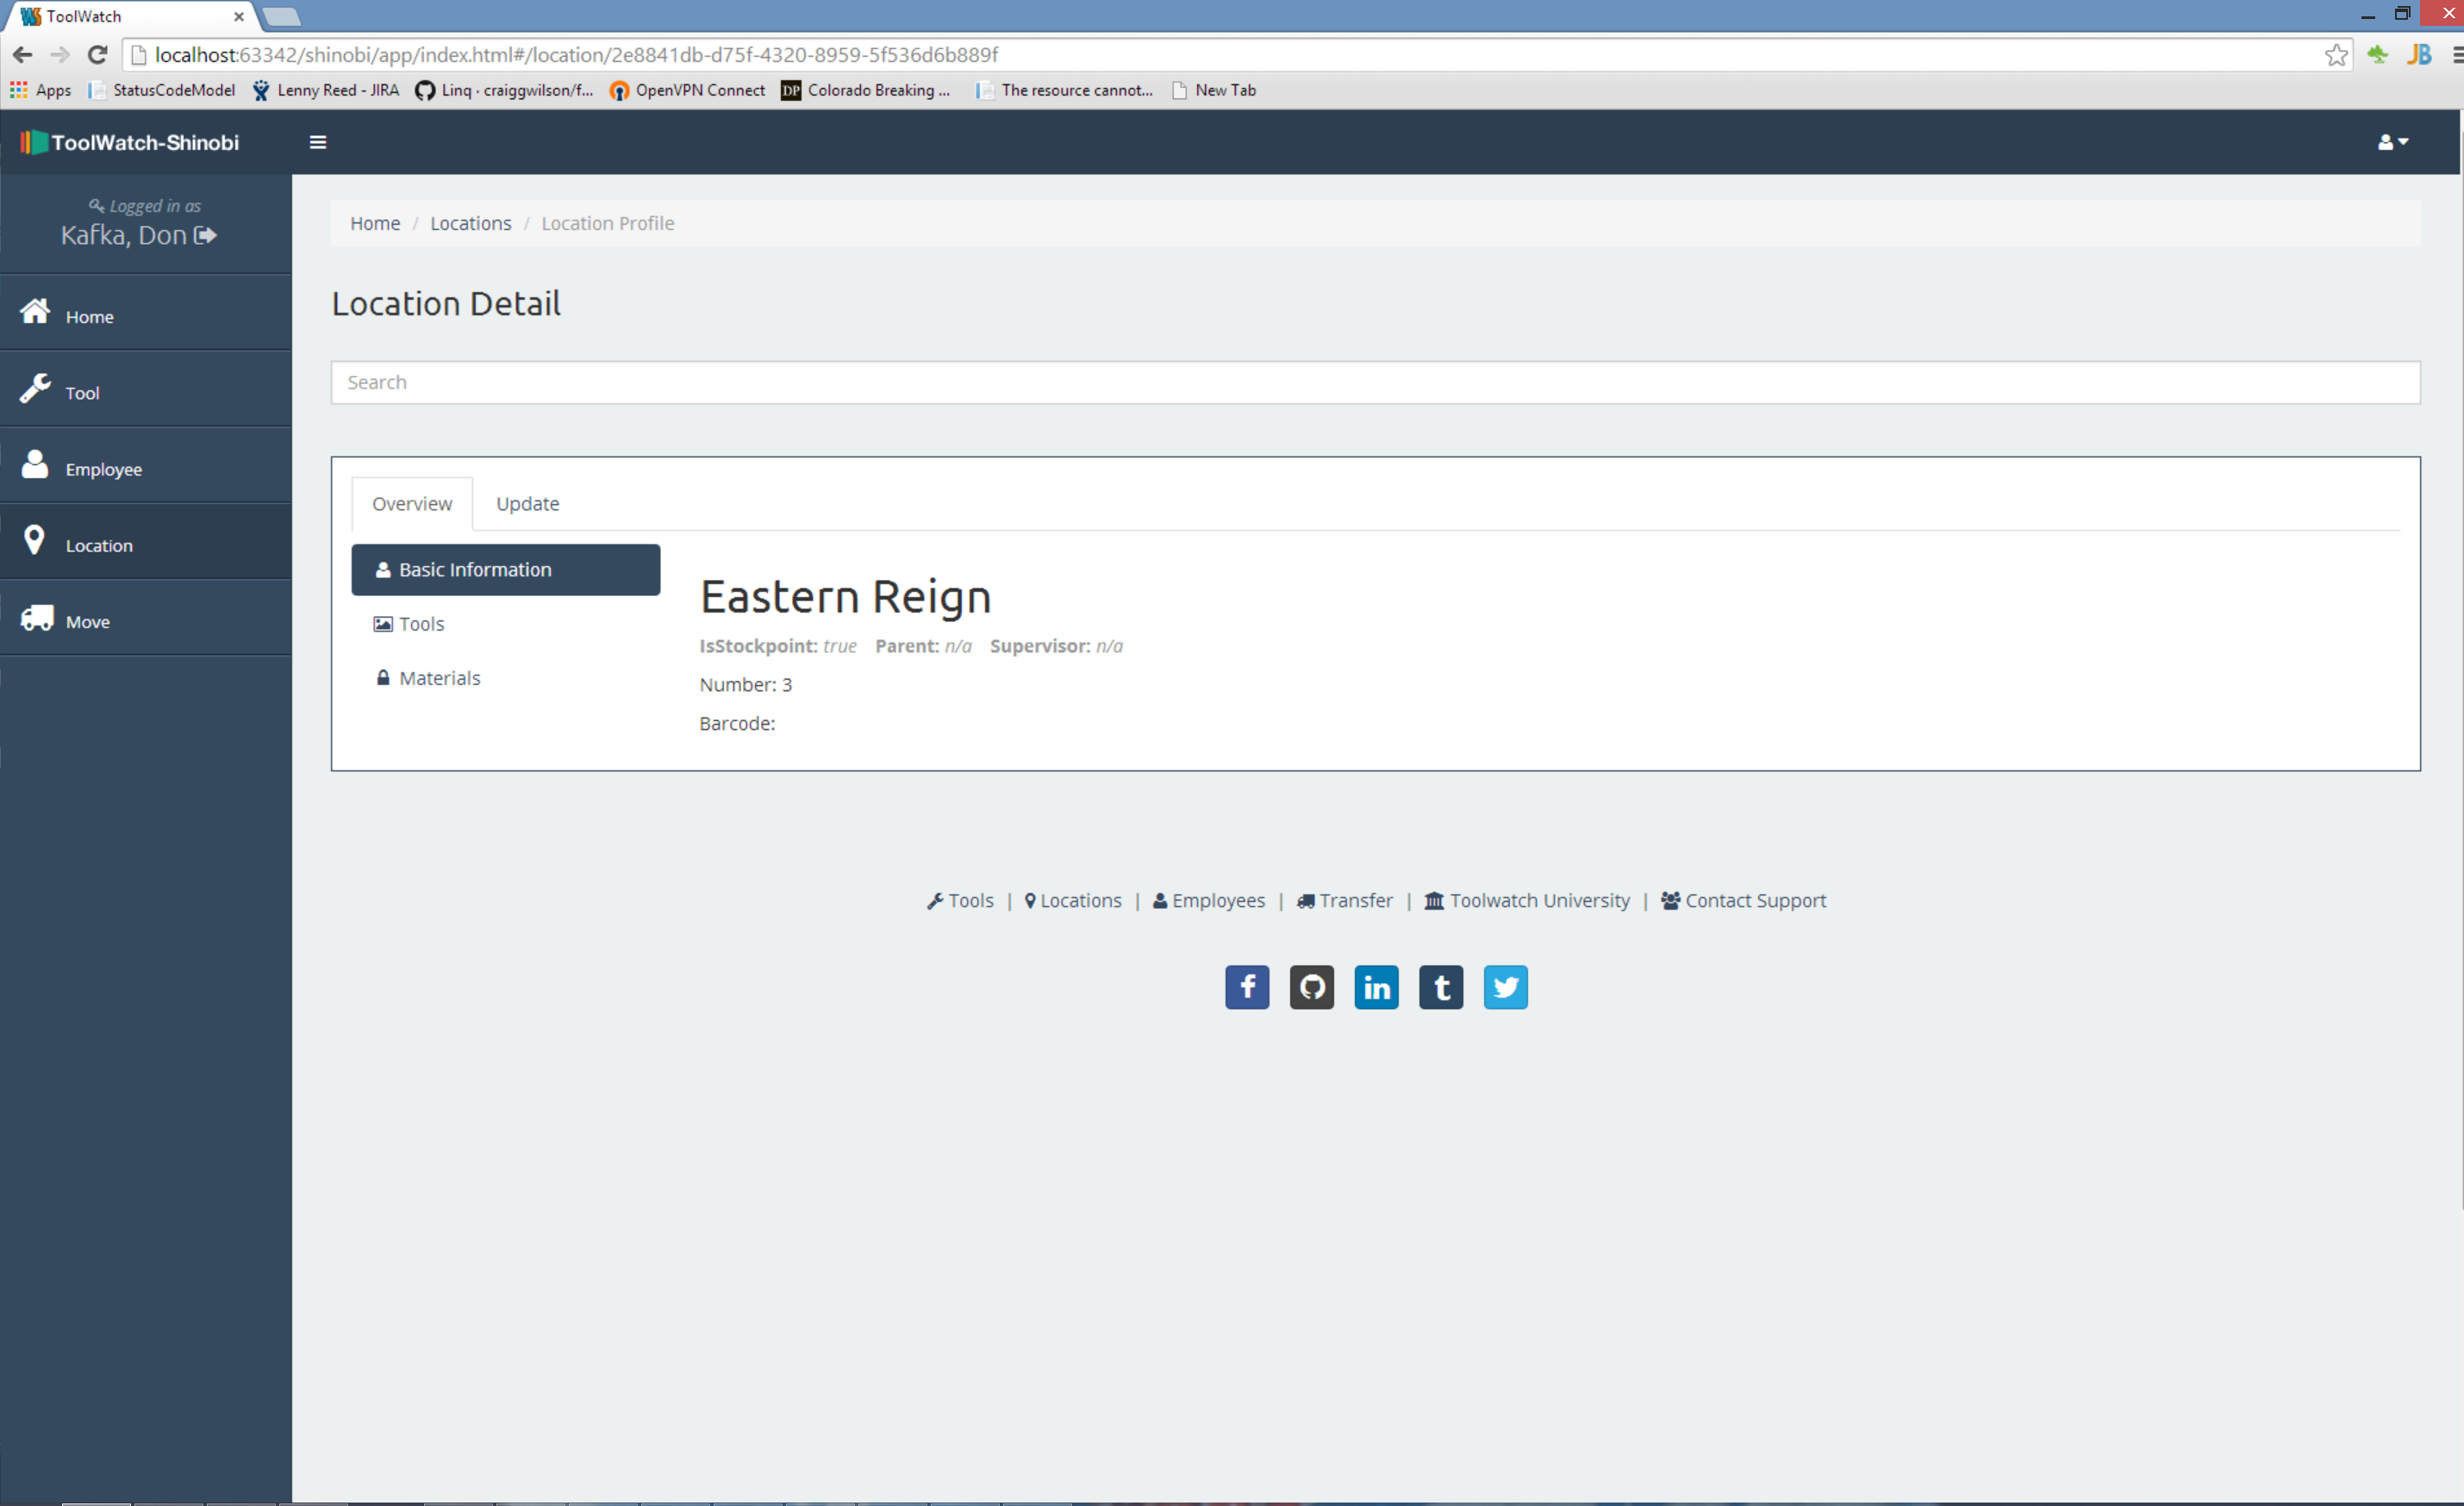 ToolWatch
localhost:63342/shinobi/app/index.html#/location/2e8841db-d75f-4320-8959-5f536d6b889f
JB
Apps StatusCodeModel Lenny Reed - JIRA Linq · craiggwilson/f... OpenVPN Connect DP Colorado Breaking ... The resource cannot... New Tab
ToolWatch-Shinobi
Logged in as
Kafka, Don
Home
Tool
Employee
Location
Move
Home / Locations / Location Profile
Location Detail
Search
Overview Update
Basic Information
Tools
Materials
Eastern Reign
IsStockpoint: true Parent: n/a Supervisor: n/a
Number: 3
Barcode:
Tools | Locations | Employees | Transfer | Toolwatch University | Contact Support
f in t